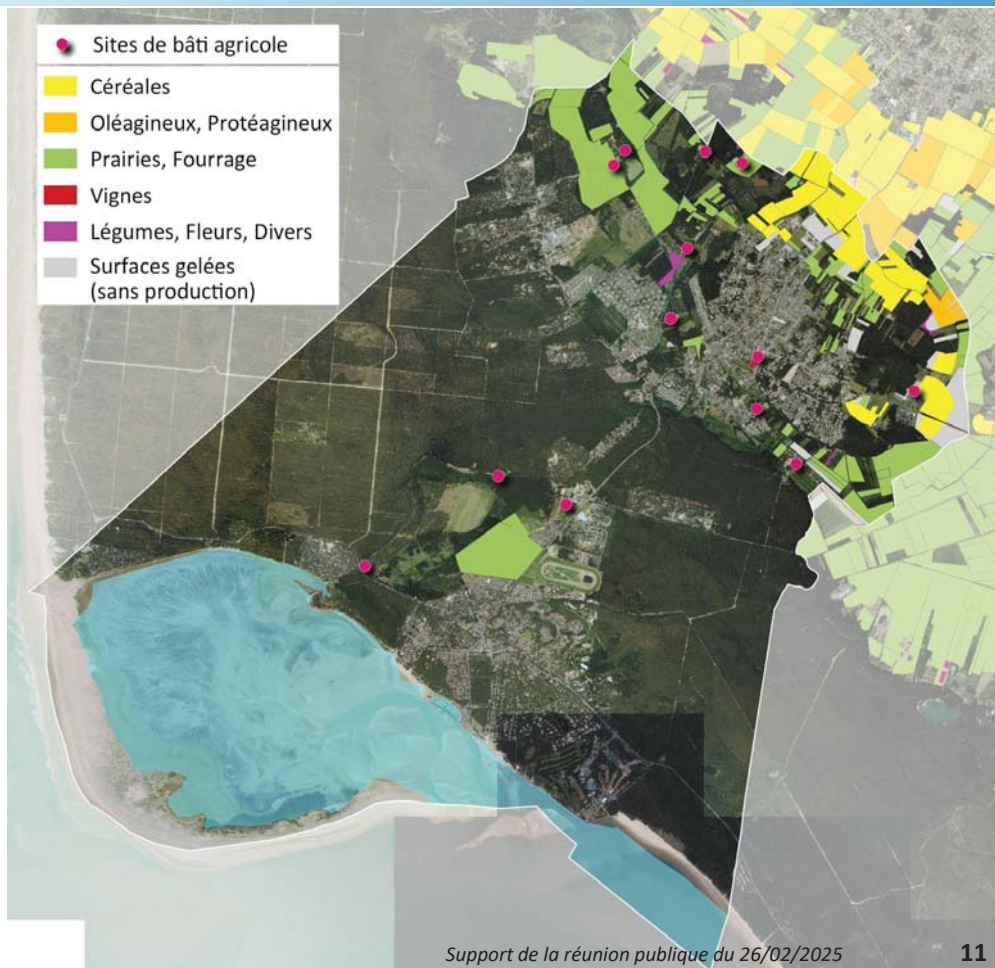 Sites de bâti agricole
Céréales
Oléagineux, Protéagineux
Prairies, Fourrage
Vignes
Légumes, Fleurs, Divers
Surfaces gelées
(sans production)
Support de la réunion publique du 26/02/2025 11